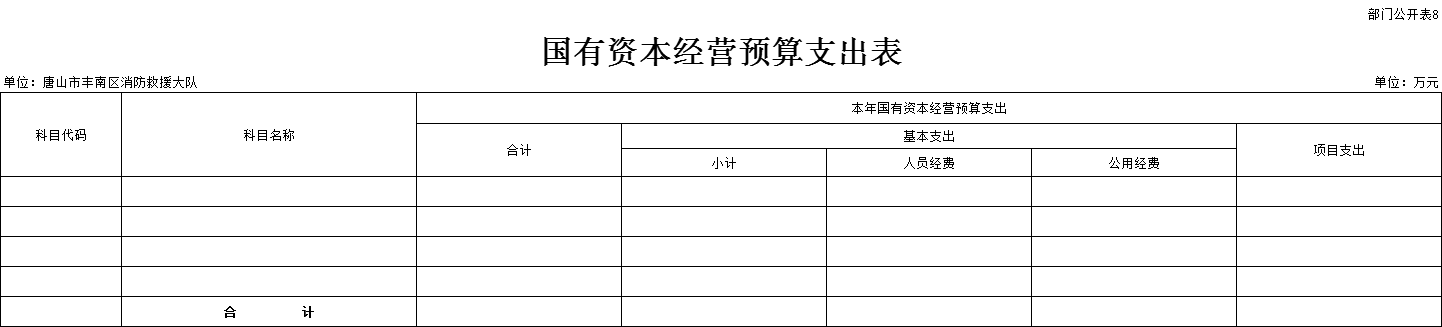 部门公开表8
国有资本经营预算支出表
单位：唐山市丰南区消防救援大队 单位：万元
科目代码 科目名称 本年国有资本经营预算支出
合计 基本支出 项目支出
小计 人员经费 公用经费
合 计